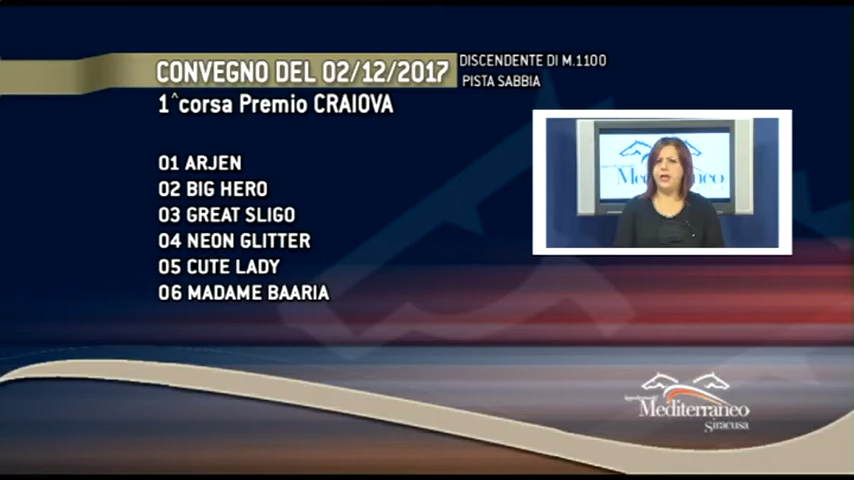 CONVEGNO DEL 02/12/2017
DISCENDENTE DI M.1100
PISTA SABBIA
1^corsa Premio CRAIOVA
01 ARJEN
02 BIG HERO
03 GREAT SLIGO
04 NEON GLITTER
05 CUTE LADY
06 MADAME BAARIA
Mediterraneo
Mediterraneo
Siracusa